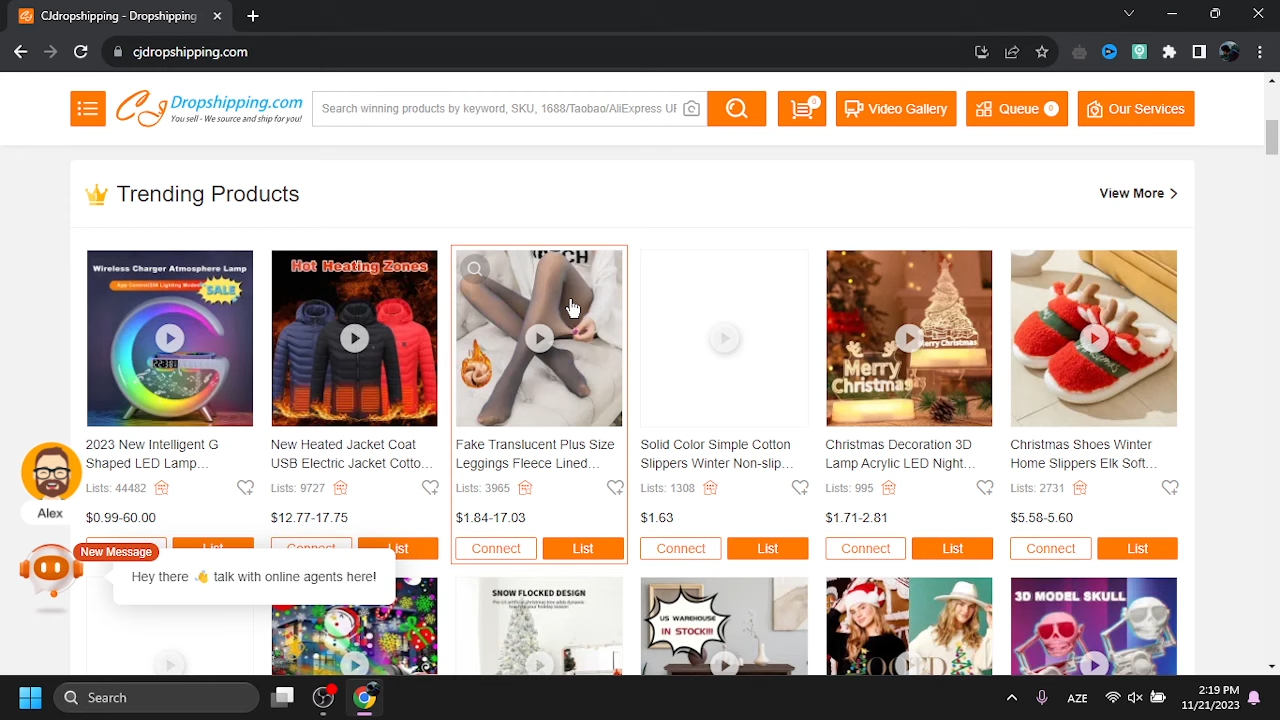 CJdropshipping
cjdropshipping.com
CJ Dropshipping.com
You sell - We source and ship for you!
Search winning products by keyword, SKU, 1688/Taobao/AliExpress
0
Video Gallery
Queue 0
Our Services
Trending Products
View More >
Wireless Charger Atmosphere Lamp
SALE
Hot Heating Zones
Merry Christmas
Merry Christmas
2023 New Intelligent G Shaped LED Lamp...
Lists: 44482
$0.99-60.00
List
New Heated Jacket Coat USB Electric Jacket Cotto...
Lists: 9727
$12.77-17.75
Connect
List
Fake Translucent Plus Size Leggings Fleece Lined...
Lists: 3965
$1.84-17.03
Connect
List
Solid Color Simple Cotton Slippers Winter Non-slip...
Lists: 1308
$1.63
Connect
List
Christmas Decoration 3D Lamp Acrylic LED Night...
Lists: 995
$1.71-2.81
Connect
List
Christmas Shoes Winter Home Slippers Elk Soft...
Lists: 2731
$5.58-5.60
Connect
List
Alex
New Message
Hey there 👋 talk with online agents here!
SNOW FLOCKED DESIGN
US WAREHOUSE
IN STOCK!!!
3D MODEL SKULL
Search
AZE
2:19 PM
11/21/2023